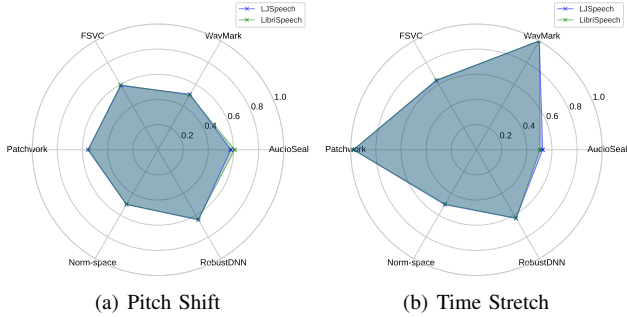 LJSpeech
LibriSpeech
FSVC
WavMark
1.0
0.8
0.6
0.4
0.2
Patchwork
AudioSeal
Norm-space
RobustDNN
(a) Pitch Shift
LJSpeech
LibriSpeech
FSVC
WavMark
1.0
0.8
0.6
0.4
0.2
Patchwork
AudioSeal
Norm-space
RobustDNN
(b) Time Stretch